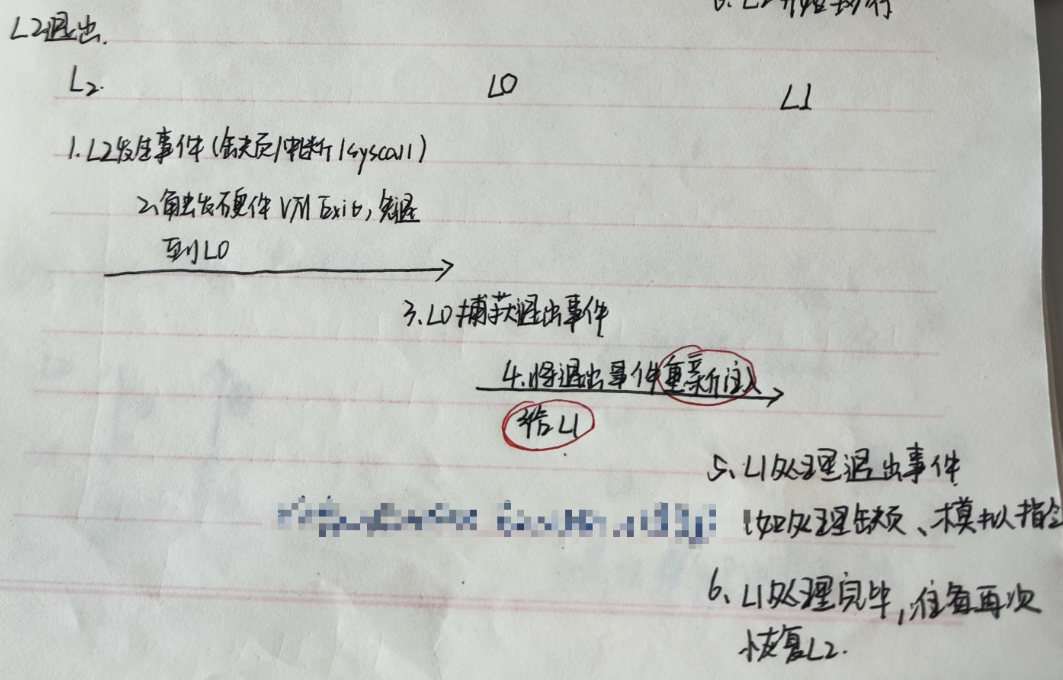 L2退出.
L2.
L0
L1
1.L2发生事件(缺页/中断/syscall)
2.触发硬件VM Exit,先退
到L0
3.L0捕获退出事件
4.将退出事件重新注入
给L1
5、L1处理退出事件
(如处理缺页、模拟指令
6、L1处理完毕,准备再次
恢复L2.